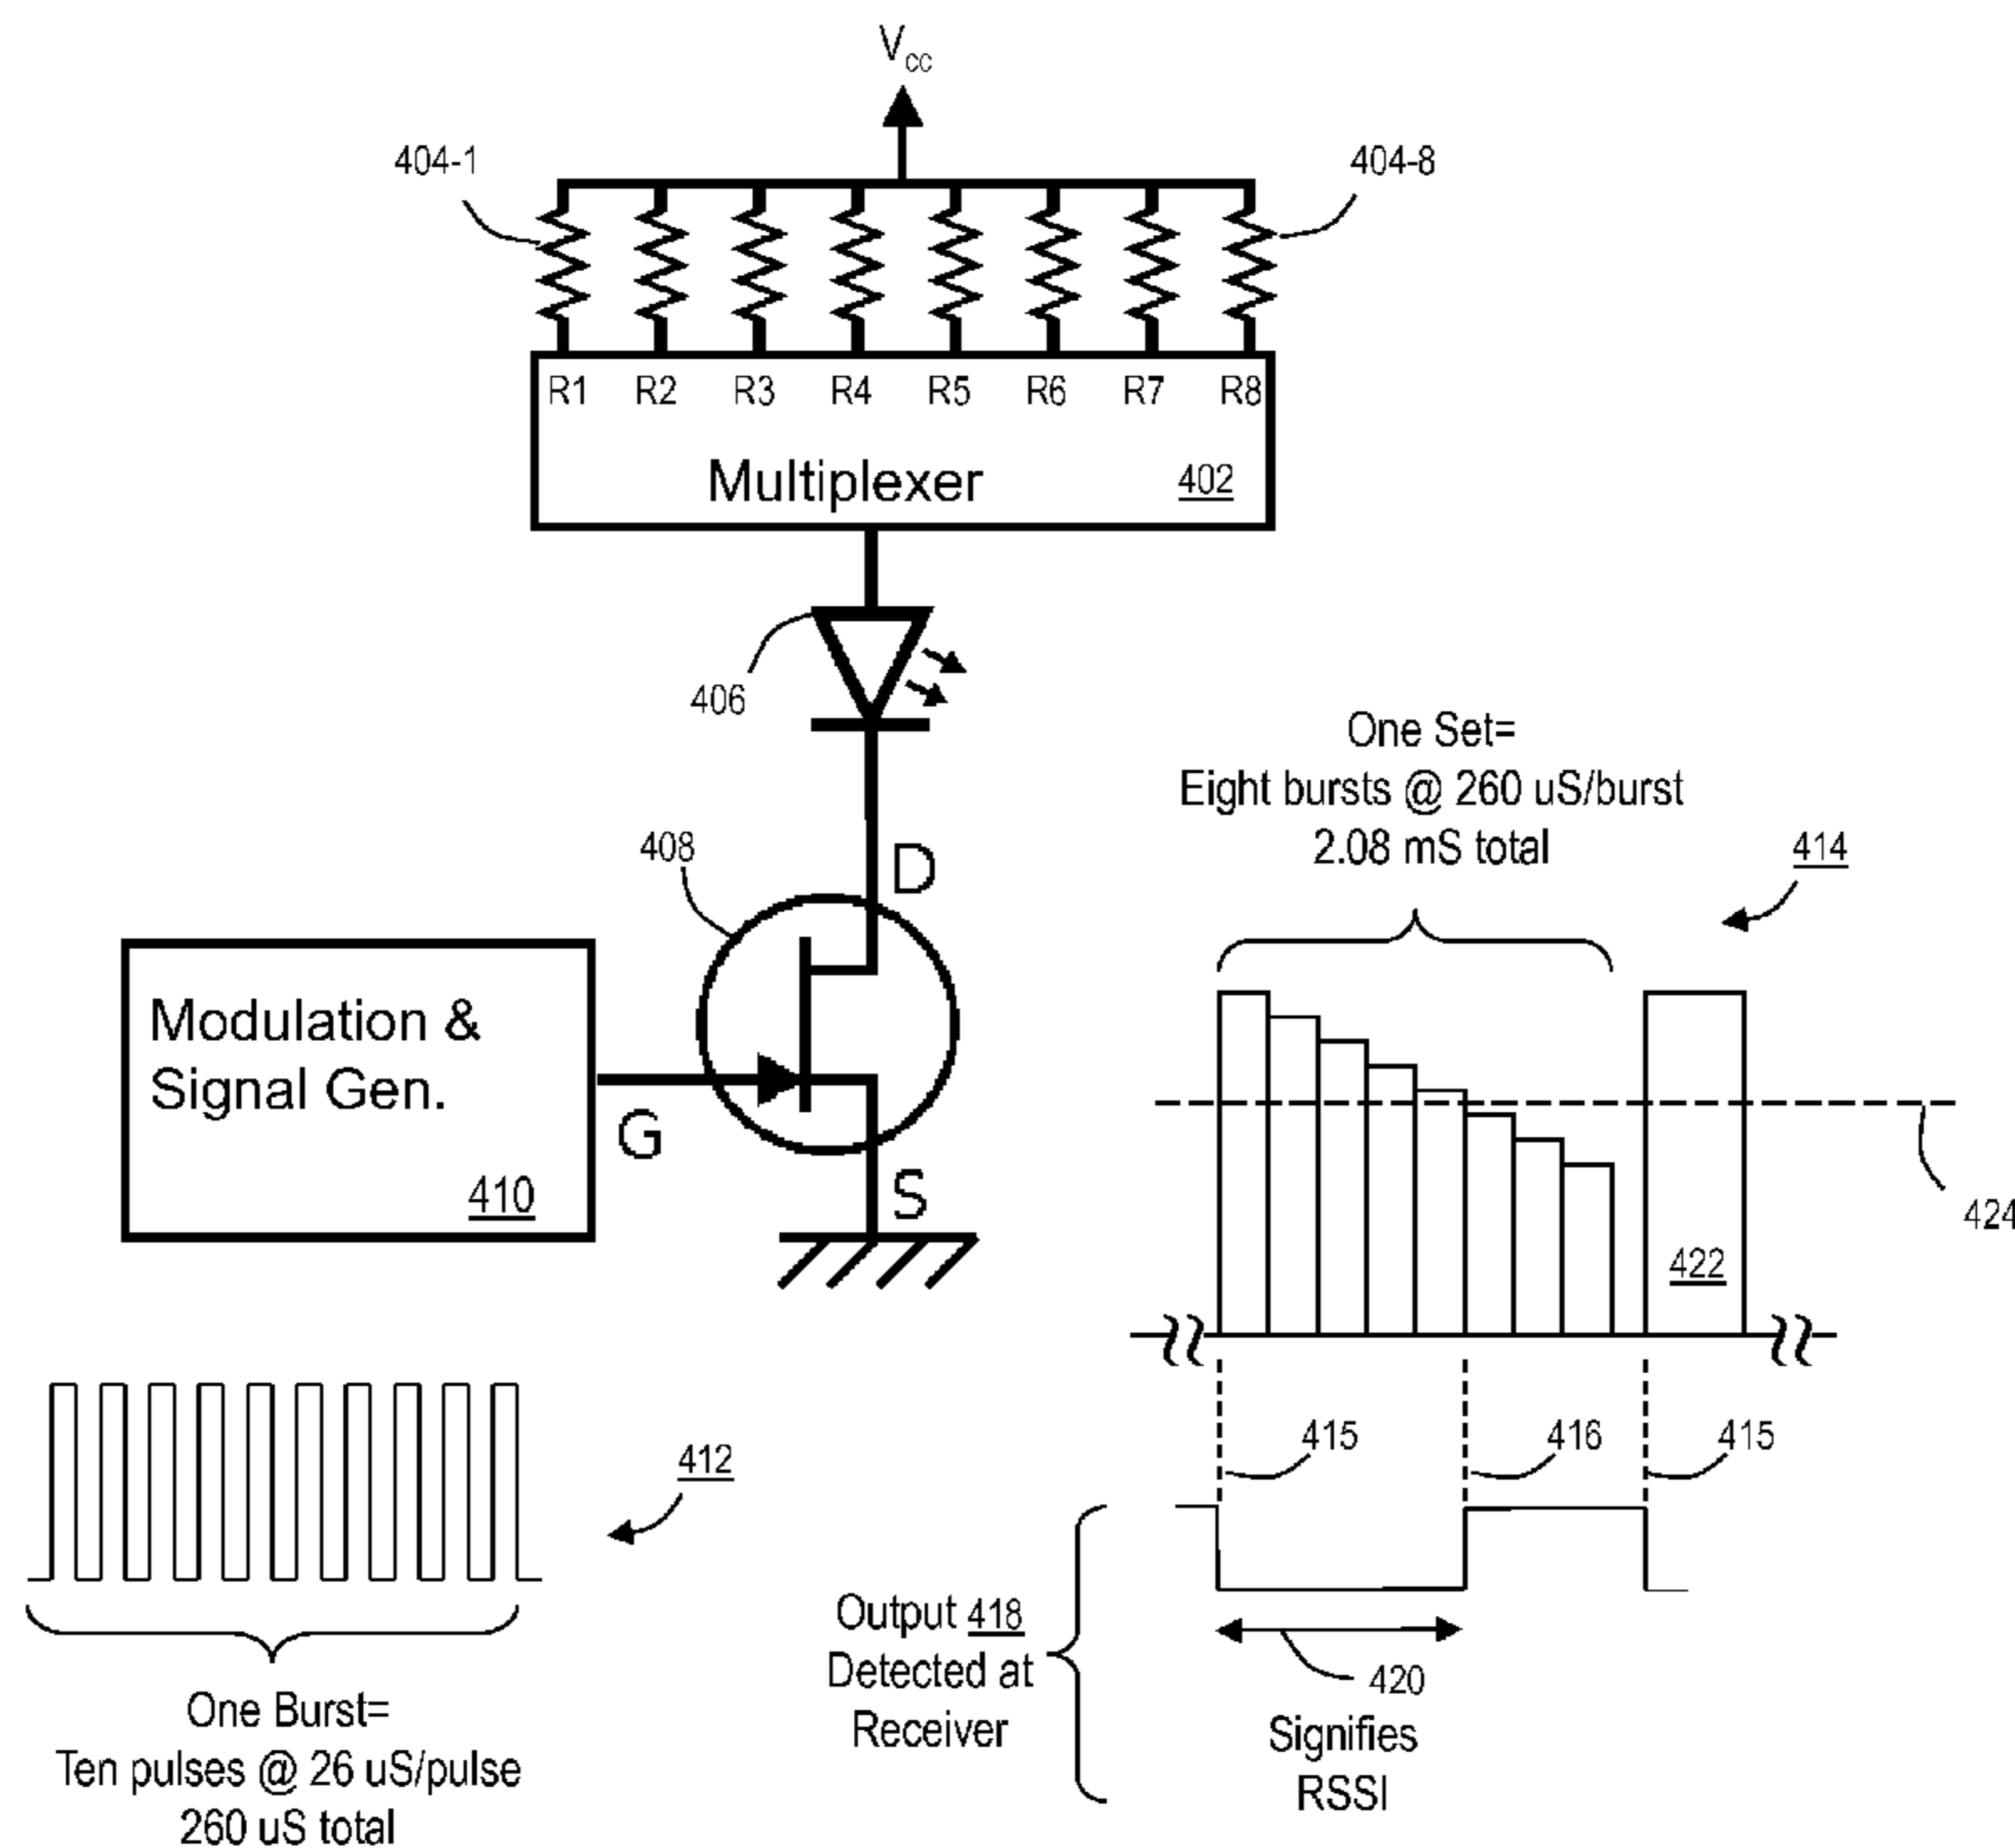 Vcc
404-1
404-8
R1 R2 R3 R4 R5 R6 R7 R8
Multiplexer 402
406
408
D
G
S
Modulation &
Signal Gen.
410
One Set=
Eight bursts @ 260 uS/burst
2.08 mS total
414
424
422
415
416
415
412
One Burst=
Ten pulses @ 26 uS/pulse
260 uS total
Output 418
Detected at
Receiver
420
Signifies
RSSI